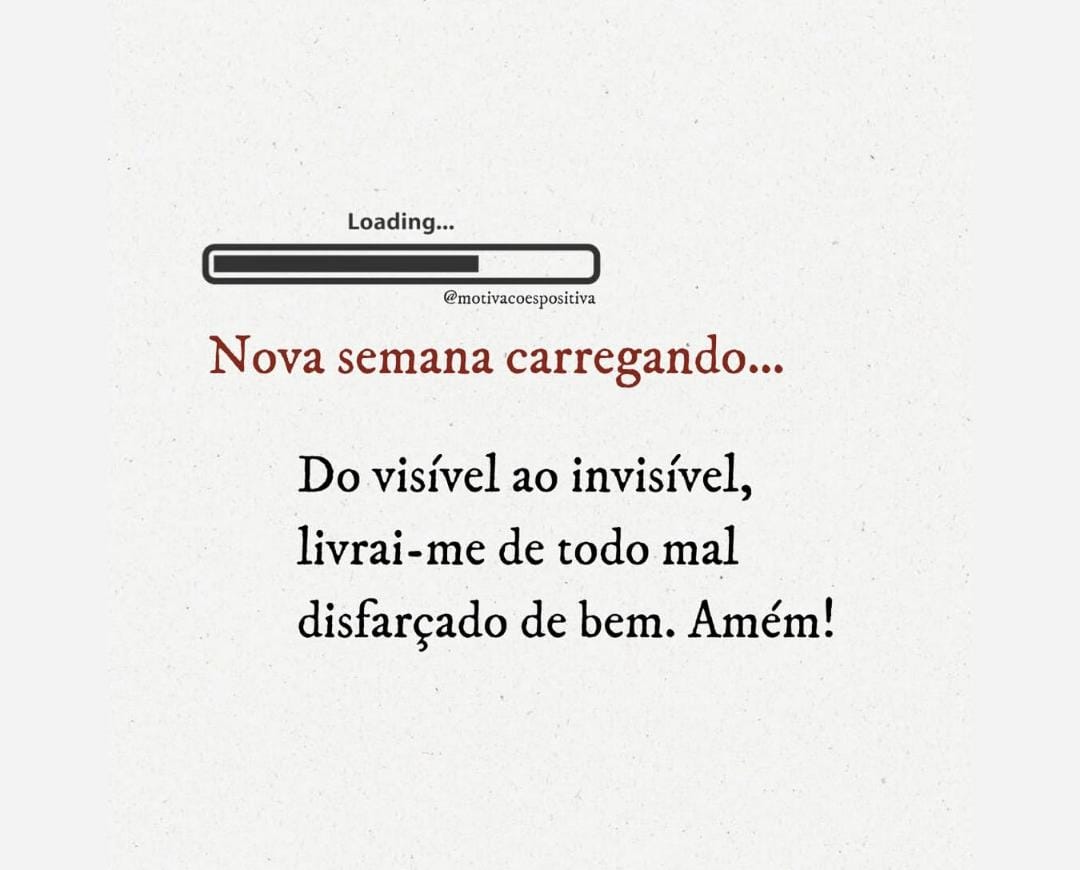 Loading...
@motivacoespositiva
Nova semana carregando...
Do visível ao invisível,
livrai-me de todo mal
disfarçado de bem. Amém!